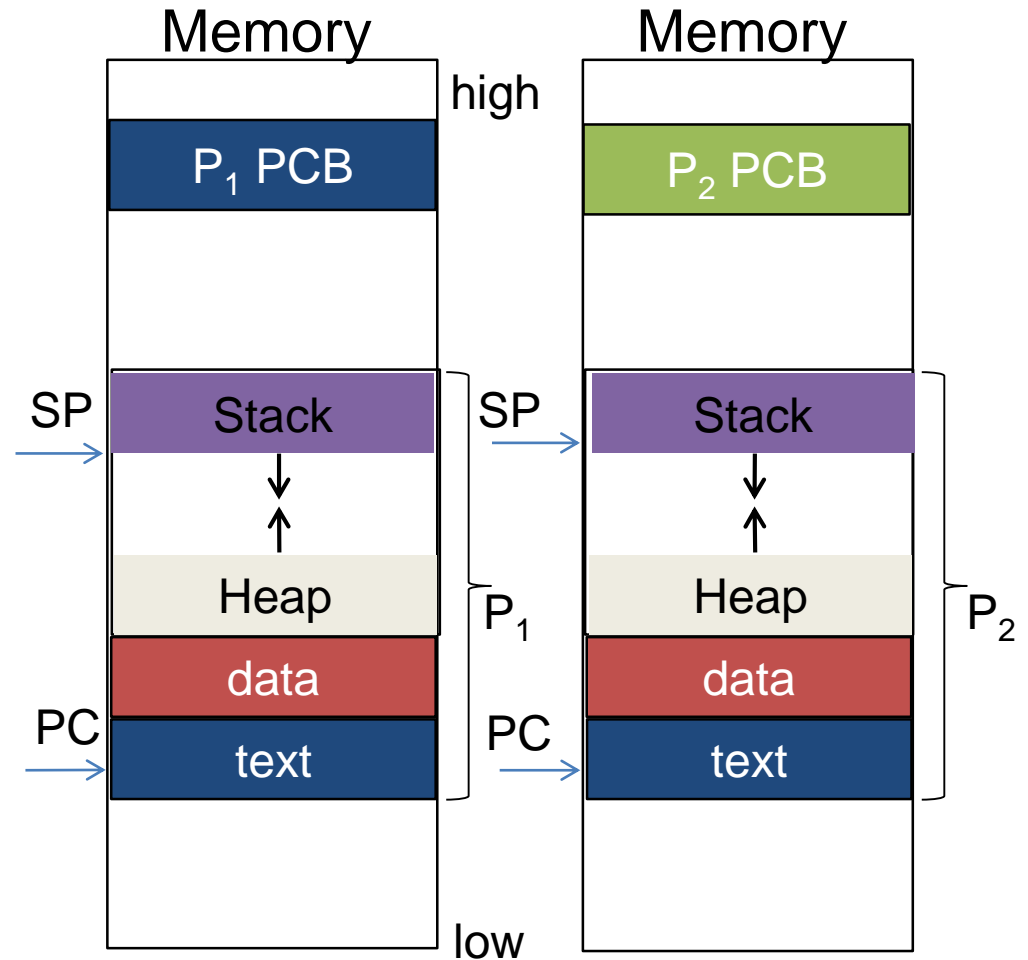 Memory
Memory
high
P₁ PCB
P₂ PCB
SP
Stack
SP
Stack
Heap
P₁
Heap
P₂
data
data
PC
text
PC
text
low